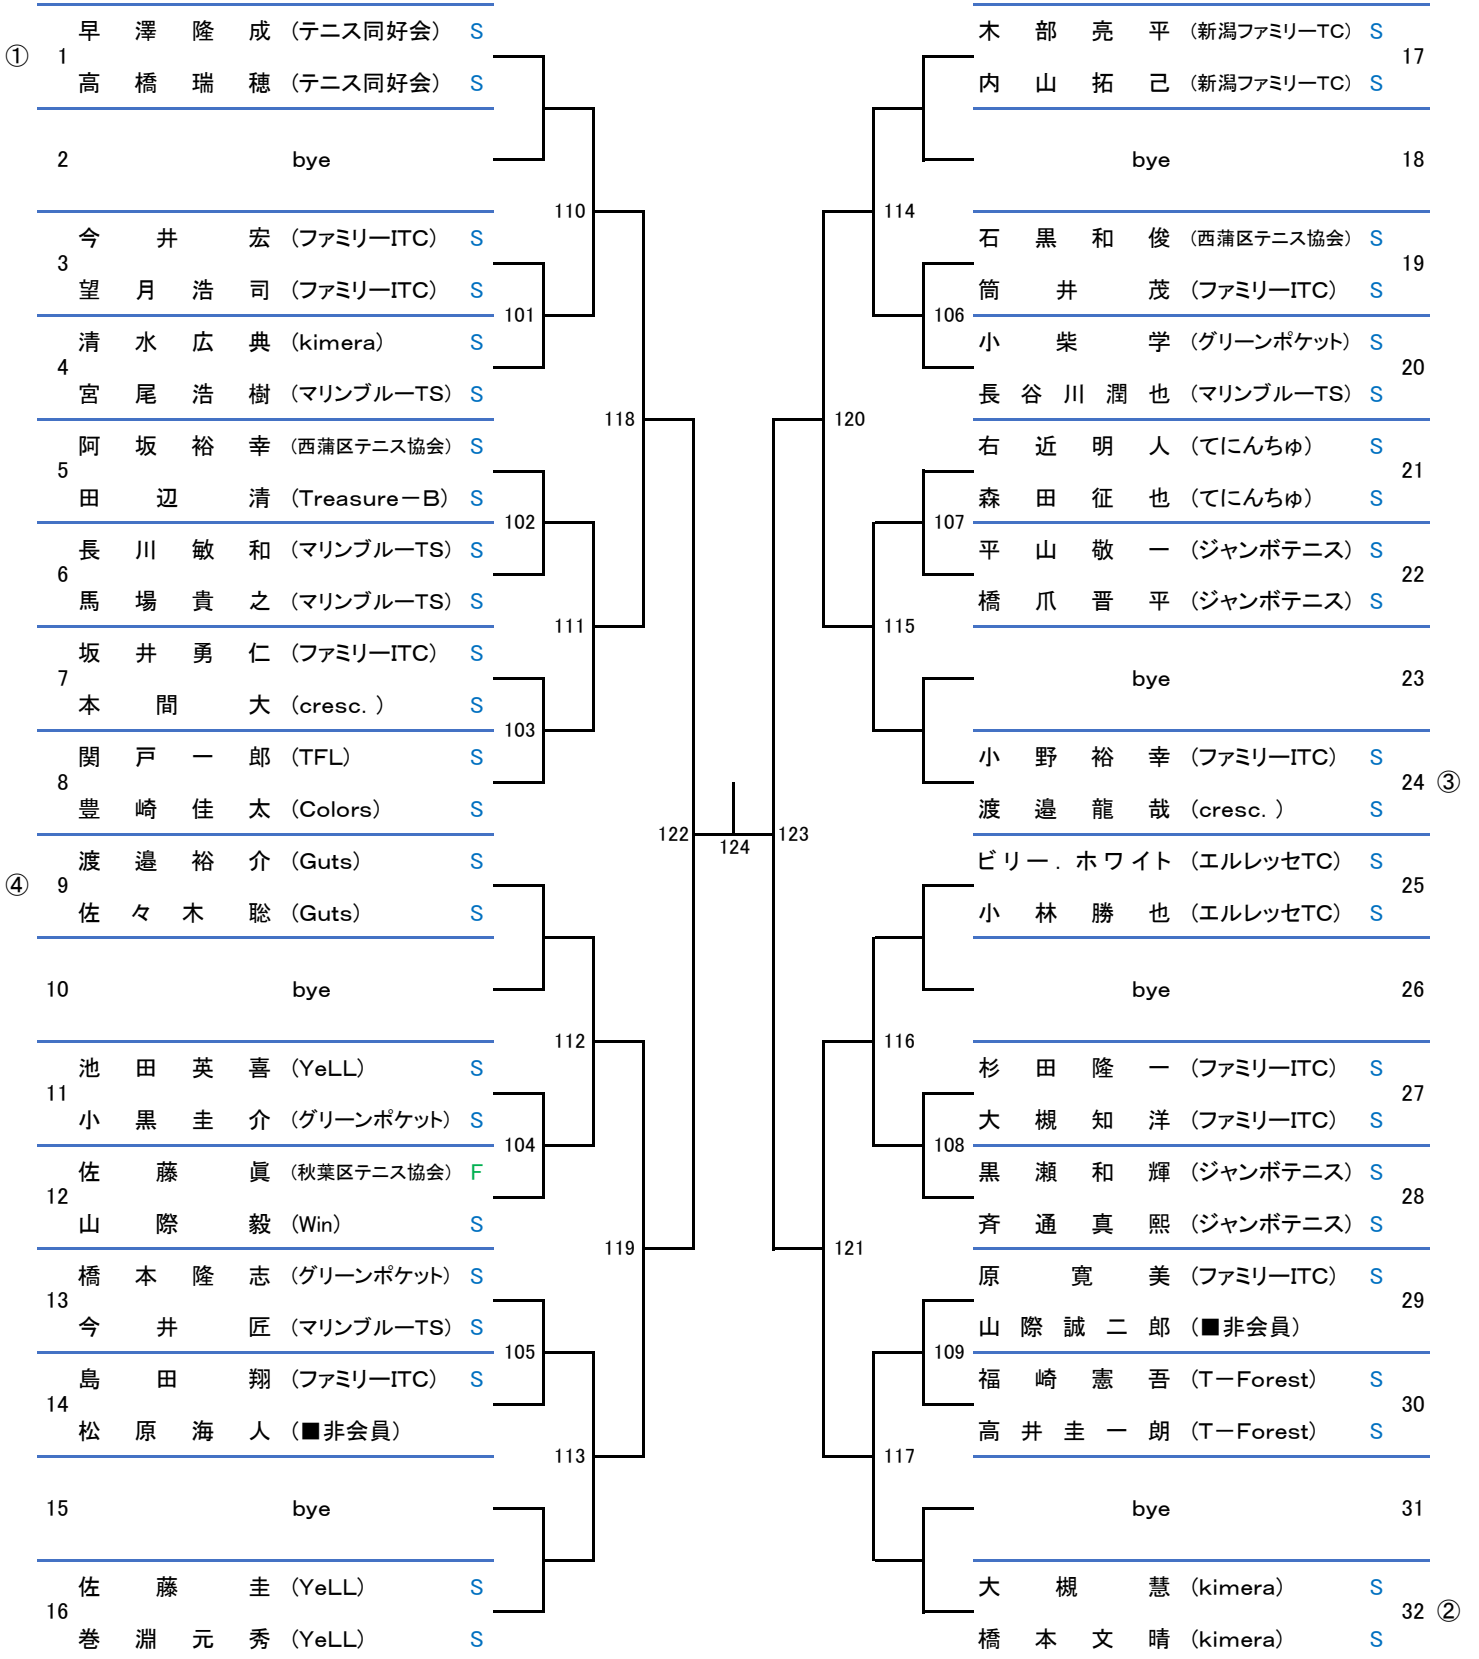 早澤隆成 (テニス同好会) S
① 1
高橋瑞穂 (テニス同好会) S
2 bye
110
今井宏 (ファミリーITC) S
3
望月浩司 (ファミリーITC) S
101
清水広典 (kimera) S
4
宮尾浩樹 (マリンブルーTS) S
118
阿坂裕幸 (西蒲区テニス協会) S
5
田辺清 (Treasure－B) S
102
長川敏和 (マリンブルーTS) S
6
馬場貴之 (マリンブルーTS) S
111
坂井勇仁 (ファミリーITC) S
7
本間大 (cresc.) S
103
関戸一郎 (TFL) S
8
豊崎佳太 (Colors) S
122
渡邉裕介 (Guts) S
④ 9
佐々木聡 (Guts) S
10 bye
112
池田英喜 (YeLL) S
11
小黒圭介 (グリーンポケット) S
104
佐藤眞 (秋葉区テニス協会) F
12
山際毅 (Win) S
119
橋本隆志 (グリーンポケット) S
13
今井匠 (マリンブルーTS) S
105
島田翔 (ファミリーITC) S
14
松原海人 (■非会員)
113
15 bye
佐藤圭 (YeLL) S
16
巻淵元秀 (YeLL) S
124
木部亮平 (新潟ファミリーTC) S
17
内山拓己 (新潟ファミリーTC) S
bye 18
114
石黒和俊 (西蒲区テニス協会) S
19
筒井茂 (ファミリーITC) S
106
小柴学 (グリーンポケット) S
20
長谷川潤也 (マリンブルーTS) S
120
右近明人 (てにんちゅ) S
21
森田征也 (てにんちゅ) S
107
平山敬一 (ジャンボテニス) S
22
橋爪晋平 (ジャンボテニス) S
115
bye 23
小野裕幸 (ファミリーITC) S
24 ③
渡邉龍哉 (cresc.) S
123
ビリー．ホワイト (エルレッセTC) S
25
小林勝也 (エルレッセTC) S
bye 26
116
杉田隆一 (ファミリーITC) S
27
大槻知洋 (ファミリーITC) S
108
黒瀬和輝 (ジャンボテニス) S
28
斉通真熙 (ジャンボテニス) S
121
原寛美 (ファミリーITC) S
29
山際誠二郎 (■非会員)
109
福崎憲吾 (T－Forest) S
30
高井圭一朗 (T－Forest) S
117
bye 31
大槻慧 (kimera) S
32 ②
橋本文晴 (kimera) S